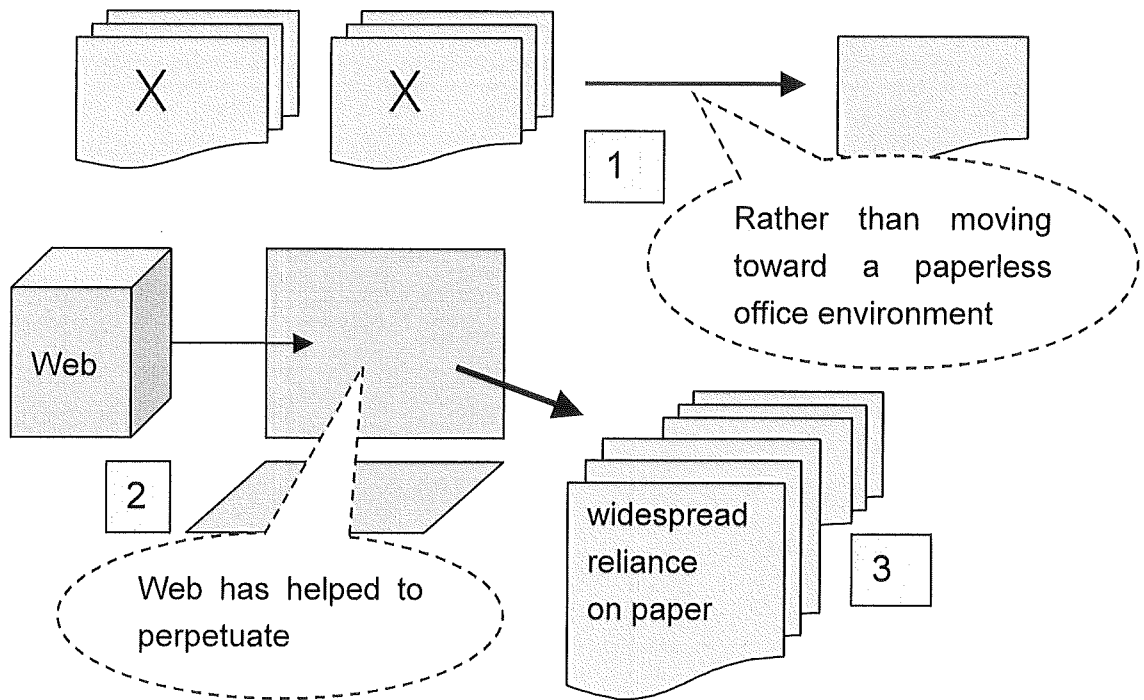 X
X
1
Rather than moving
toward a paperless
office environment
Web
2
Web has helped to
perpetuate
widespread
reliance
on paper
3